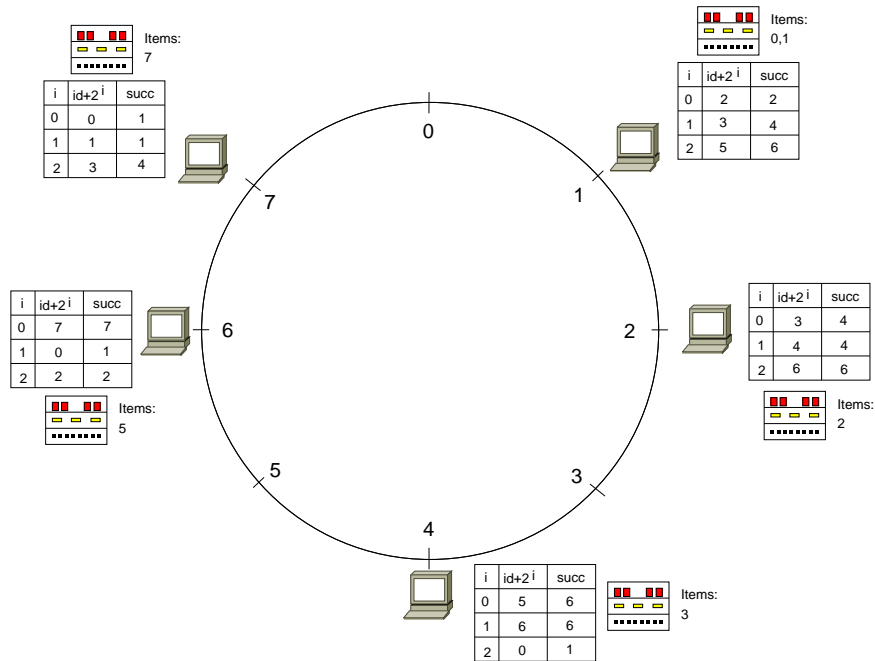 Items:
7
i id+2 i succ
0 0 1
1 1 1
2 3 4
Items:
0,1
i id+2 i succ
0 2 2
1 3 4
2 5 6
0
1
2
3
4
5
6
7
i id+2 i succ
0 7 7
1 0 1
2 2 2
Items:
5
i id+2 i succ
0 3 4
1 4 4
2 6 6
Items:
2
i id+2 i succ
0 5 6
1 6 6
2 0 1
Items:
3